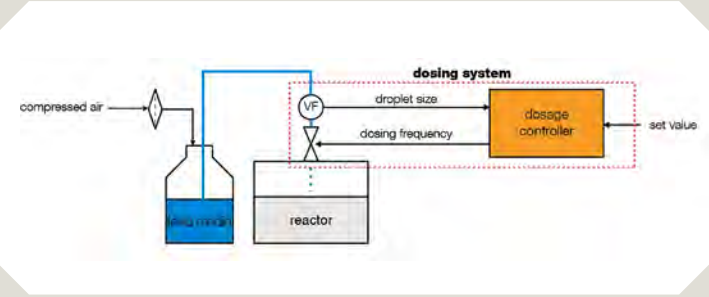 dosing system
compressed air
VF
droplet size
dosage
controller
set value
dosing frequency
reactor